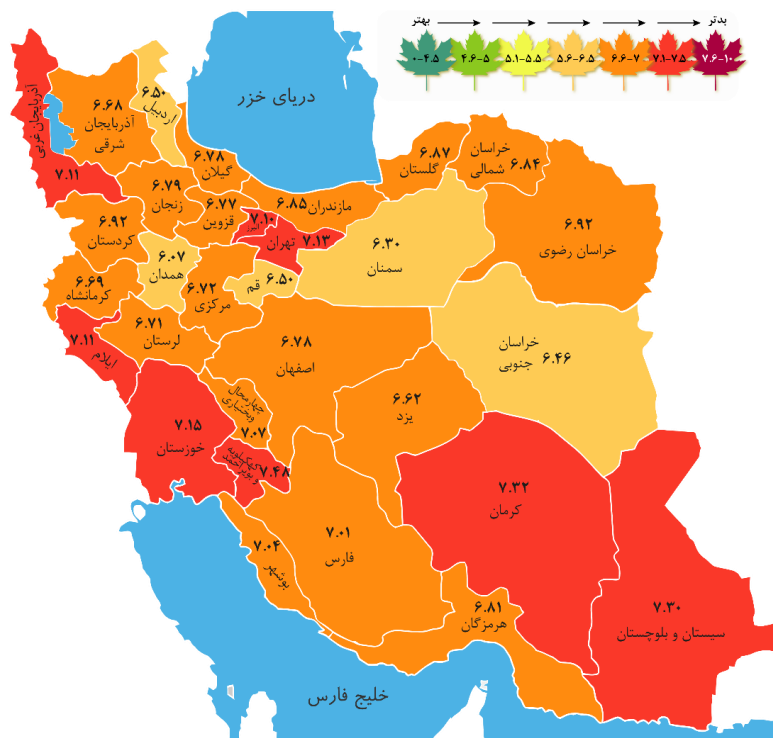 بهتر
بدتر
۰-۴.۵
۴.۶-۵
۵.۱-۵.۵
۵.۶-۶.۵
۶.۶-۷
۷.۱-۷.۵
۷.۶-۱۰
دریای خزر
آذربایجان غربی
۷.۱۱
۶.۶۸
آذربایجان
شرقی
۶.۵۰
اردبیل
۶.۷۸
گیلان
۶.۷۹
زنجان
۶.۷۷
قزوین
۷.۱۰
البرز
تهران ۷.۱۳
۶.۸۵ مازندران
۶.۸۷
گلستان
خراسان
شمالی ۶.۸۴
۶.۹۲
خراسان رضوی
۶.۹۲
کردستان
۶.۰۷
همدان
۶.۳۰
سمنان
۶.۶۹
کرمانشاه
۶.۷۲
مرکزی
قم ۶.۵۰
۷.۱۱
ایلام
۶.۷۱
لرستان
۶.۷۸
اصفهان
خراسان
جنوبی ۶.۴۶
چهارمحال
وبختیاری
۷.۰۷
۶.۶۲
یزد
۷.۱۵
خوزستان
کهگیلویه
و بویراحمد
۷.۴۸
۷.۳۲
کرمان
۷.۰۱
فارس
۷.۰۴
بوشهر
۶.۸۱
هرمزگان
۷.۳۰
سیستان و بلوچستان
خلیج فارس